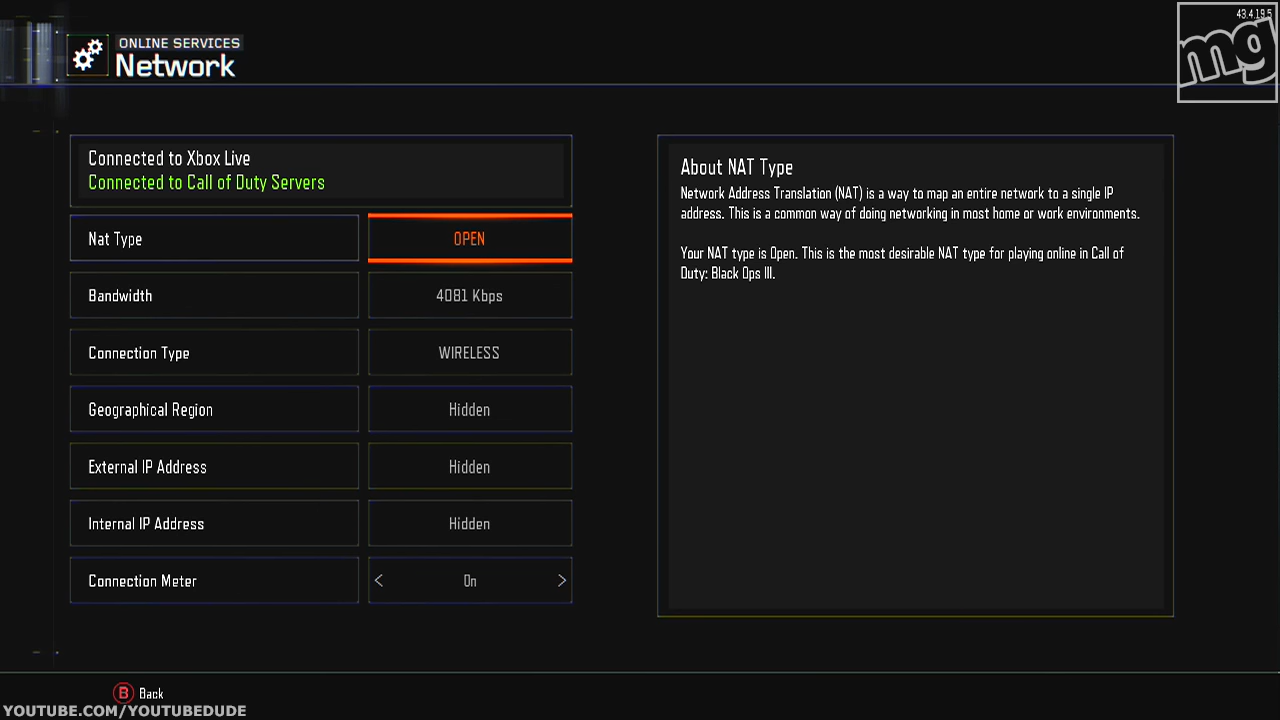 43.4.19.5
mg
ONLINE SERVICES
Network
Connected to Xbox Live
Connected to Call of Duty Servers
Nat Type
OPEN
Bandwidth
4081 Kbps
Connection Type
WIRELESS
Geographical Region
Hidden
External IP Address
Hidden
Internal IP Address
Hidden
Connection Meter
< On >
About NAT Type
Network Address Translation (NAT) is a way to map an entire network to a single IP
address. This is a common way of doing networking in most home or work environments.
Your NAT type is Open. This is the most desirable NAT type for playing online in Call of
Duty: Black Ops III.
B Back
YOUTUBE.COM/YOUTUBEDUDE